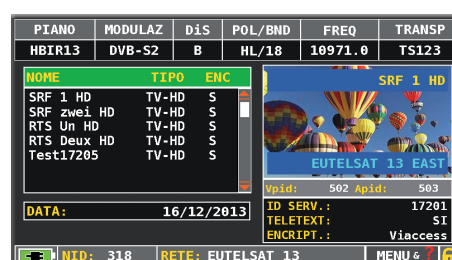 PIANO MODULAZ DiS POL/BND FREQ TRANSP
HBIR13 DVB-S2 B HL/18 10971.0 TS123
NOME TIPO ENC
SRF 1 HD TV-HD S
SRF zwei HD TV-HD S
RTS Un HD TV-HD S
RTS Deux HD TV-HD S
Test17205 TV-HD S
DATA: 16/12/2013
SRF 1 HD
EUTELSAT 13 EAST
Vpid: 502 Apid: 503
ID SERV.: 17201
TELETEXT: SI
ENCRIPT.: Viaccess
NID: 318 RETE: EUTELSAT 13 MENU & ?